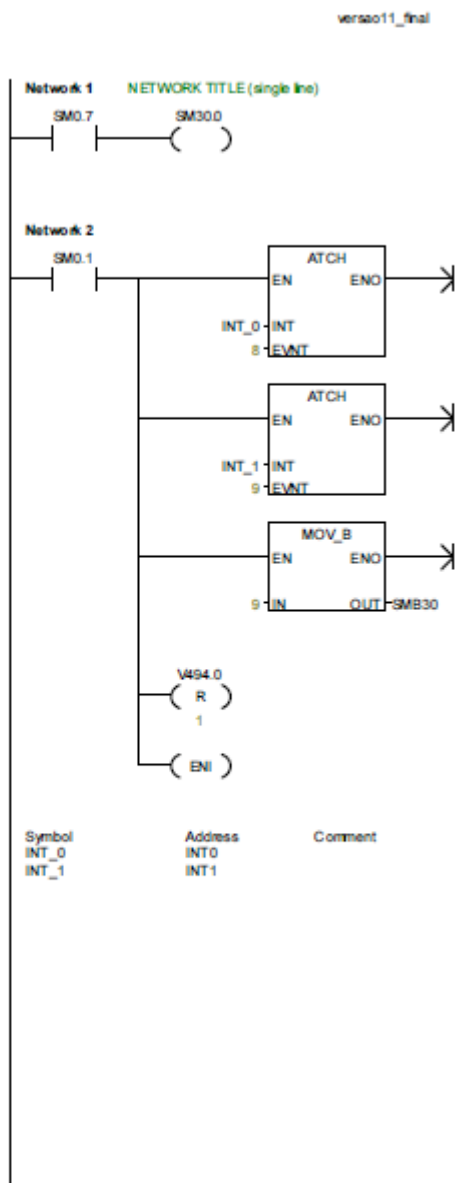 versao11_final
Network 1 NETWORK TITLE (single line)
SM0.7 SM30.0
Network 2
SM0.1
ATCH
EN ENO
INT_0 INT
8 EVNT
ATCH
EN ENO
INT_1 INT
9 EVNT
MOV_B
EN ENO
9 IN OUT SMB30
V494.0
R
1
ENI
Symbol Address Comment
INT_0 INT0
INT_1 INT1